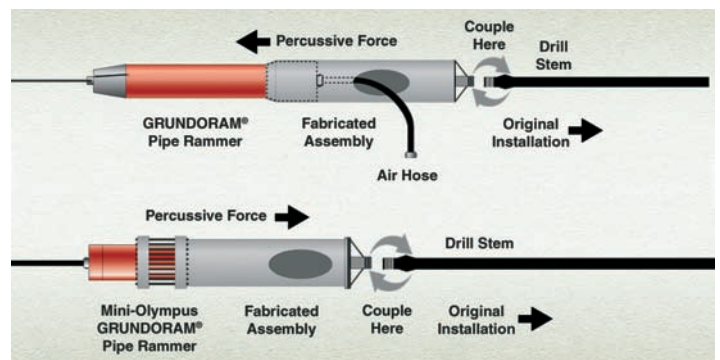 Percussive Force
Couple
Here
Drill
Stem
GRUNDORAM®
Pipe Rammer
Fabricated
Assembly
Original
Installation
Air Hose
Percussive Force
Drill Stem
Mini-Olympus
GRUNDORAM®
Pipe Rammer
Fabricated
Assembly
Couple
Here
Original
Installation